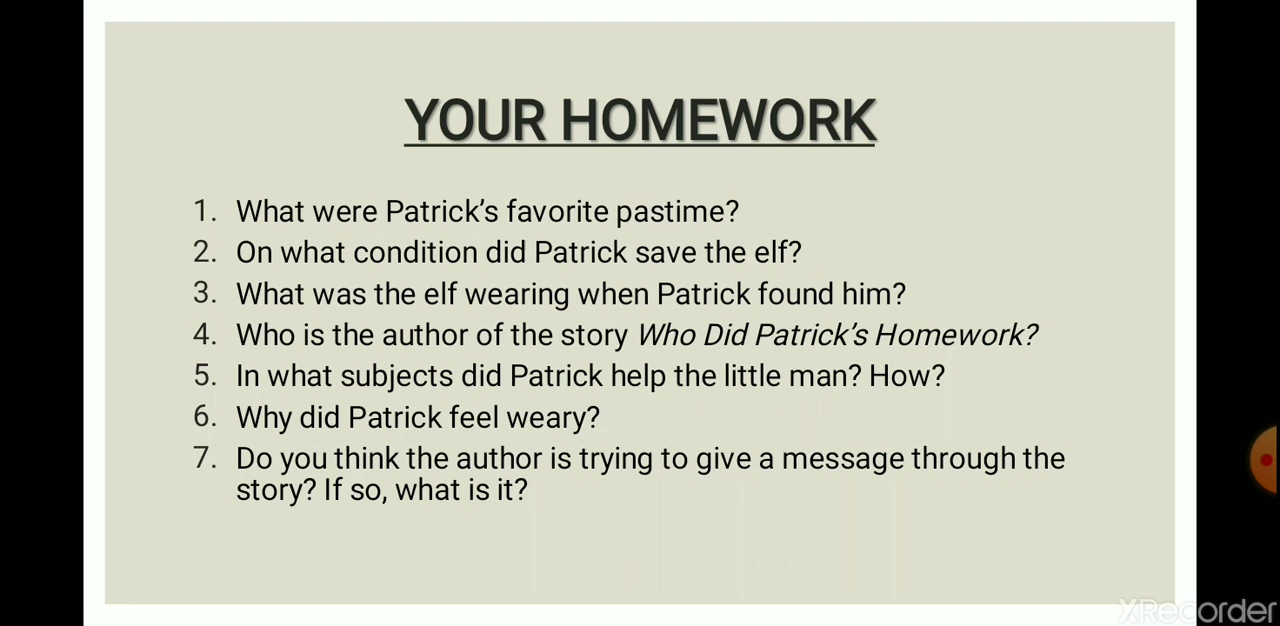 YOUR HOMEWORK
1. What were Patrick’s favorite pastime?
2. On what condition did Patrick save the elf?
3. What was the elf wearing when Patrick found him?
4. Who is the author of the story Who Did Patrick’s Homework?
5. In what subjects did Patrick help the little man? How?
6. Why did Patrick feel weary?
7. Do you think the author is trying to give a message through the
story? If so, what is it?
XRecorder